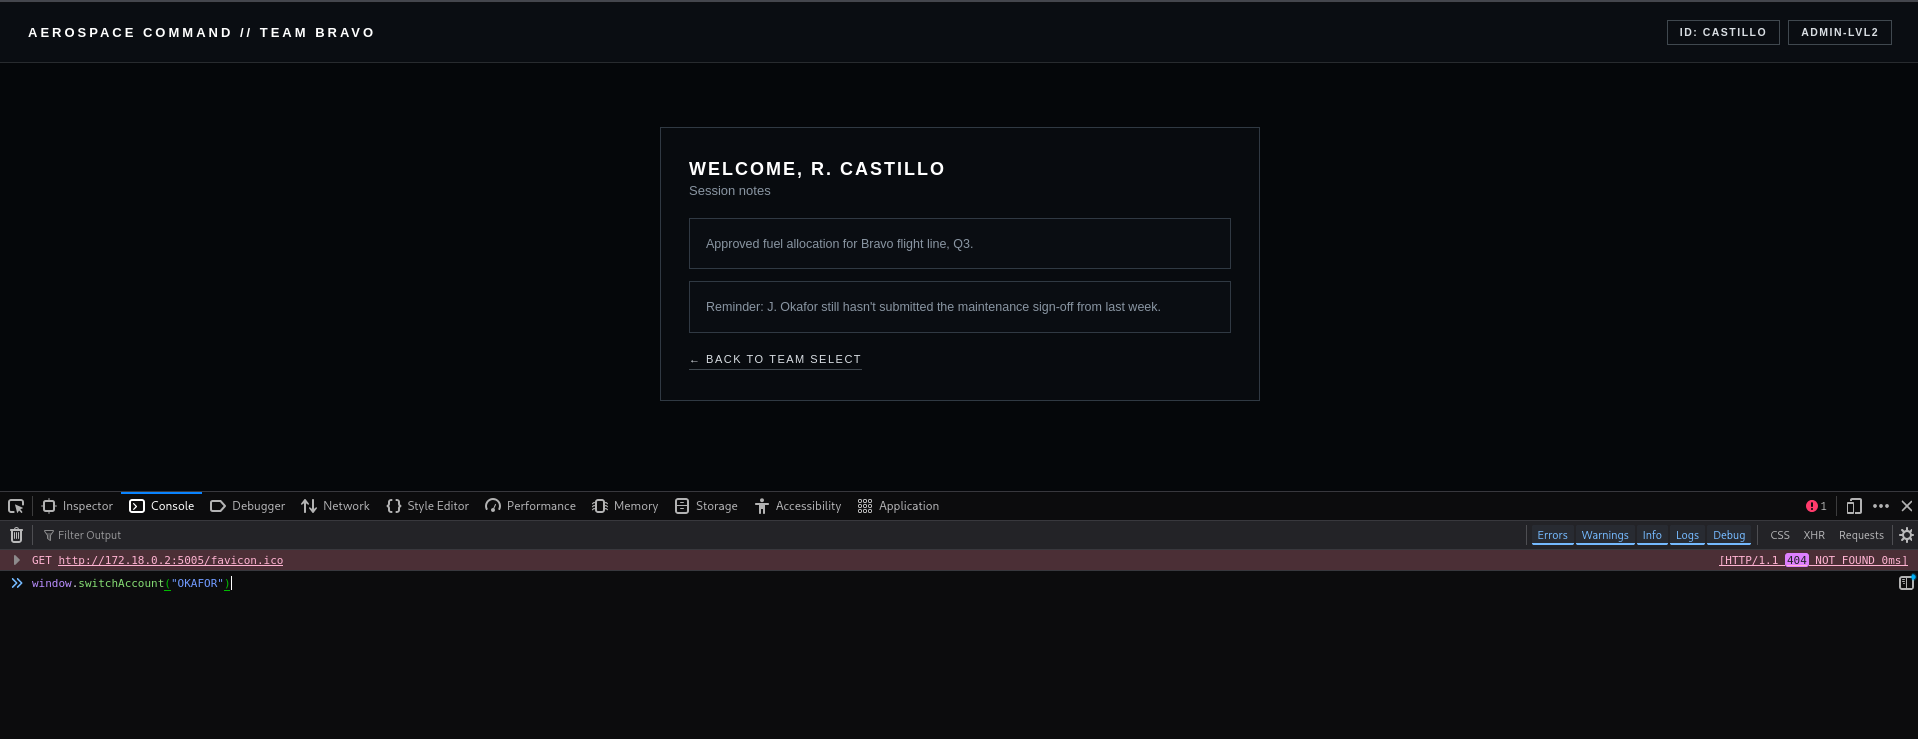 AEROSPACE COMMAND // TEAM BRAVO
ID: CASTILLO
ADMIN-LVL2
WELCOME, R. CASTILLO
Session notes
Approved fuel allocation for Bravo flight line, Q3.
Reminder: J. Okafor still hasn't submitted the maintenance sign-off from last week.
← BACK TO TEAM SELECT
Inspector Console Debugger Network Style Editor Performance Memory Storage Accessibility Application 1
Filter Output Errors Warnings Info Logs Debug CSS XHR Requests
GET http://172.18.0.2:5005/favicon.ico [HTTP/1.1 404 NOT FOUND 0ms]
window.switchAccount("OKAFOR")